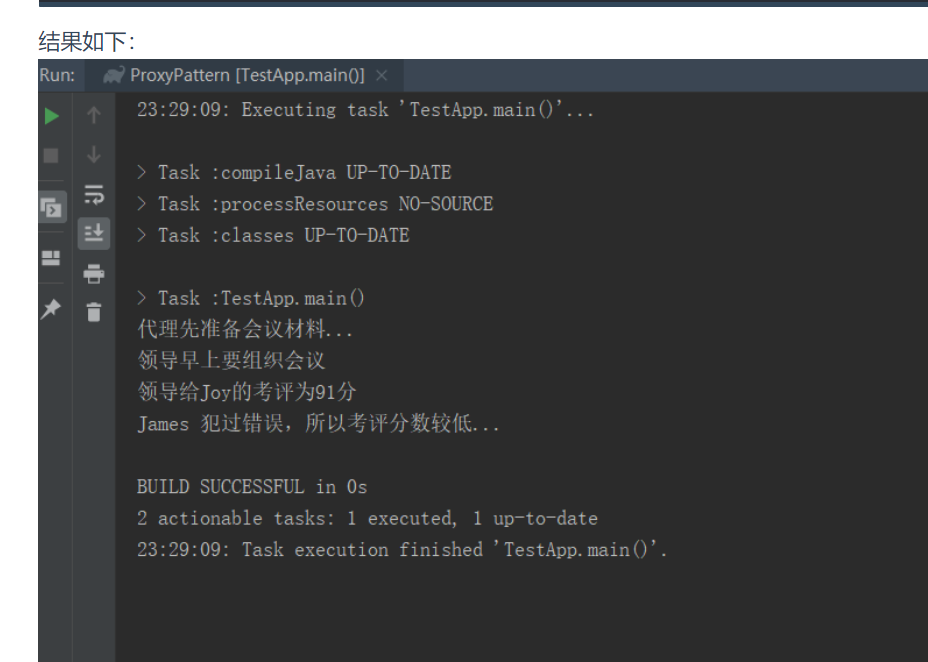 结果如下：
Run: ProxyPattern [TestApp.main()] ×
23:29:09: Executing task 'TestApp.main()'...
> Task :compileJava UP-TO-DATE
> Task :processResources NO-SOURCE
> Task :classes UP-TO-DATE
> Task :TestApp.main()
代理先准备会议材料...
领导早上要组织会议
领导给Joy的考评为91分
James 犯过错误，所以考评分数较低...
BUILD SUCCESSFUL in 0s
2 actionable tasks: 1 executed, 1 up-to-date
23:29:09: Task execution finished 'TestApp.main()'.